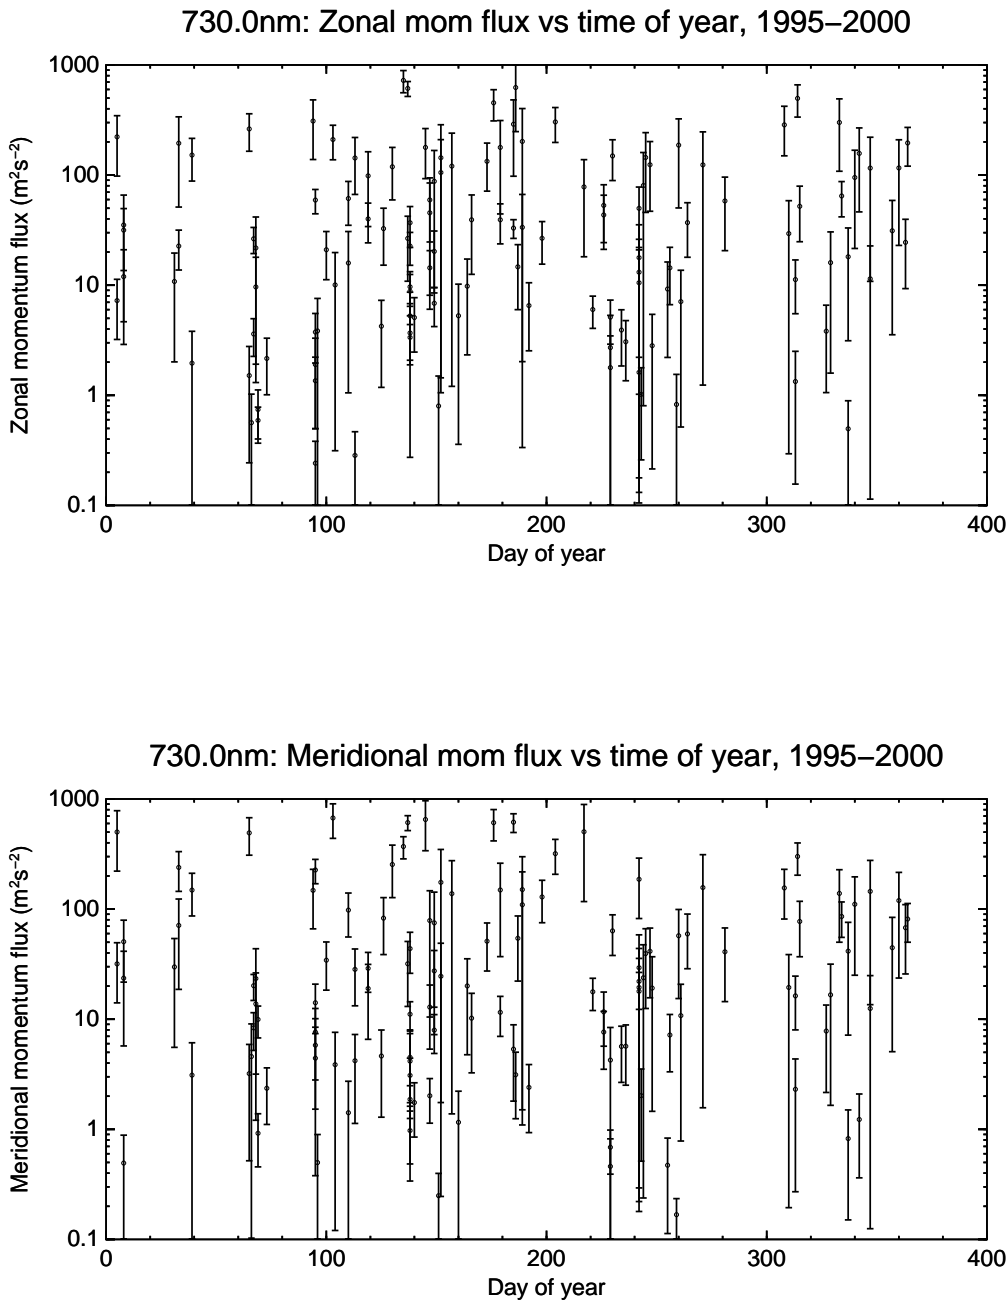 730.0nm: Zonal mom flux vs time of year, 1995−2000
1000
100
10
1
0.1
Zonal momentum flux (m²s⁻²)
0 100 200 300 400
Day of year
730.0nm: Meridional mom flux vs time of year, 1995−2000
1000
100
10
1
0.1
Meridional momentum flux (m²s⁻²)
0 100 200 300 400
Day of year